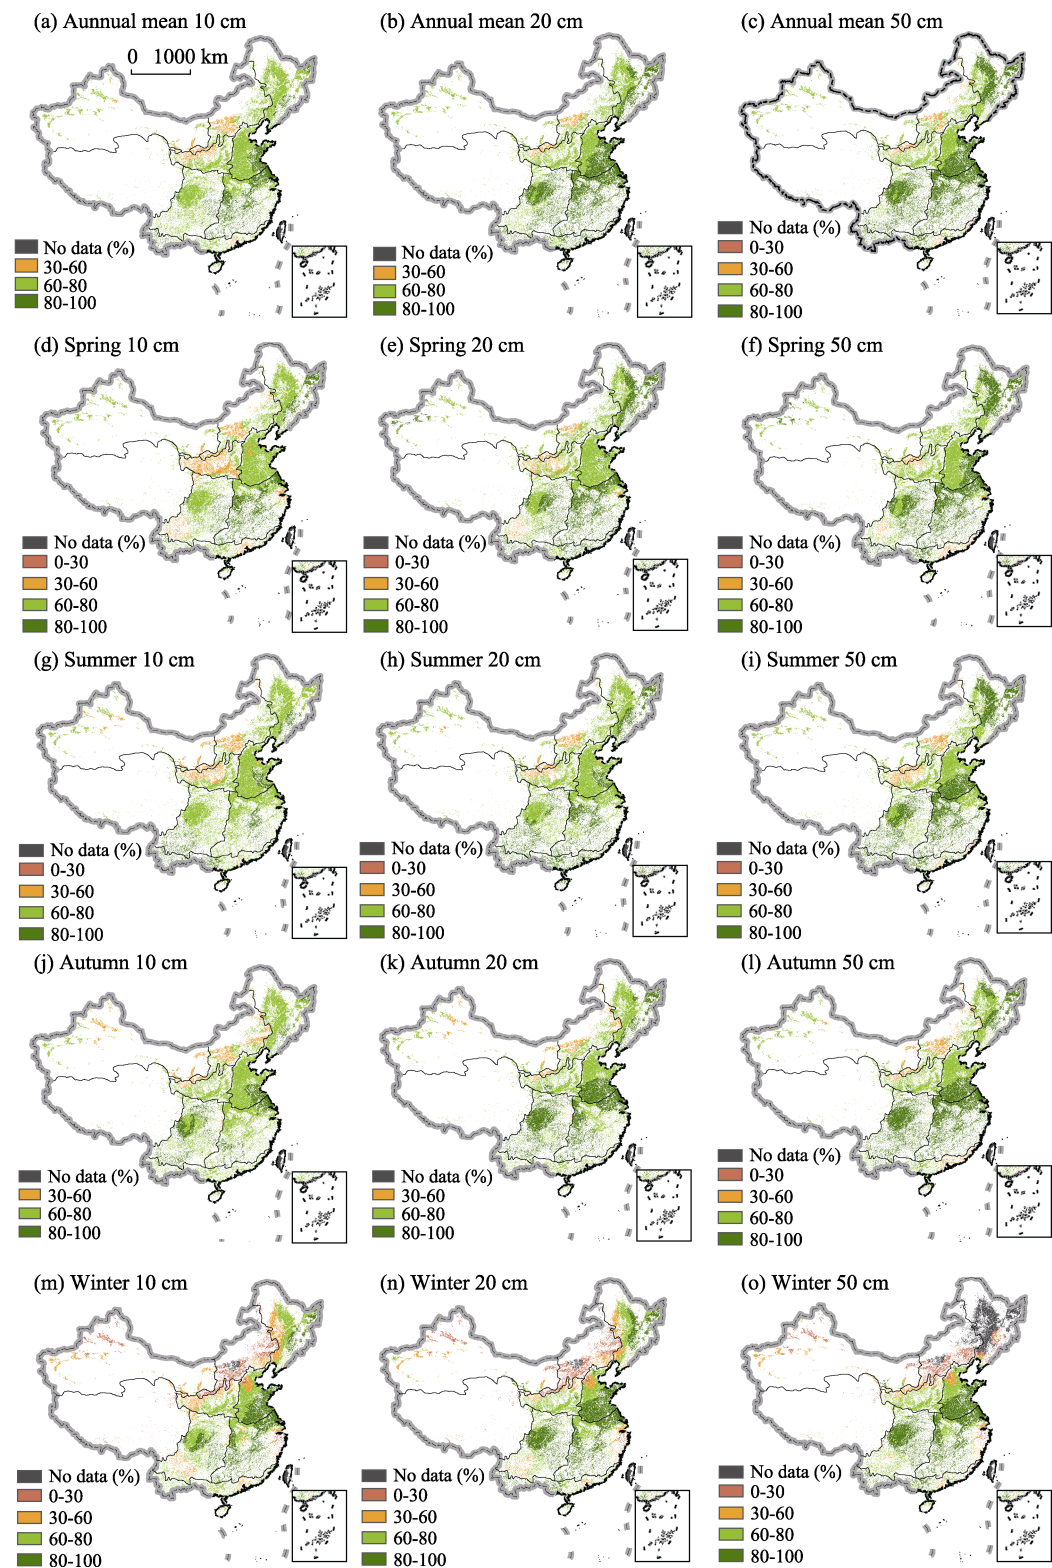 (a) Aunnual mean 10 cm
0 1000 km
No data (%)
30-60
60-80
80-100
(b) Annual mean 20 cm
No data (%)
30-60
60-80
80-100
(c) Annual mean 50 cm
No data (%)
0-30
30-60
60-80
80-100
(d) Spring 10 cm
No data (%)
0-30
30-60
60-80
80-100
(e) Spring 20 cm
No data (%)
0-30
30-60
60-80
80-100
(f) Spring 50 cm
No data (%)
0-30
30-60
60-80
80-100
(g) Summer 10 cm
No data (%)
0-30
30-60
60-80
80-100
(h) Summer 20 cm
No data (%)
0-30
30-60
60-80
80-100
(i) Summer 50 cm
No data (%)
0-30
30-60
60-80
80-100
(j) Autumn 10 cm
No data (%)
30-60
60-80
80-100
(k) Autumn 20 cm
No data (%)
30-60
60-80
80-100
(l) Autumn 50 cm
No data (%)
0-30
30-60
60-80
80-100
(m) Winter 10 cm
No data (%)
0-30
30-60
60-80
80-100
(n) Winter 20 cm
No data (%)
0-30
30-60
60-80
80-100
(o) Winter 50 cm
No data (%)
0-30
30-60
60-80
80-100